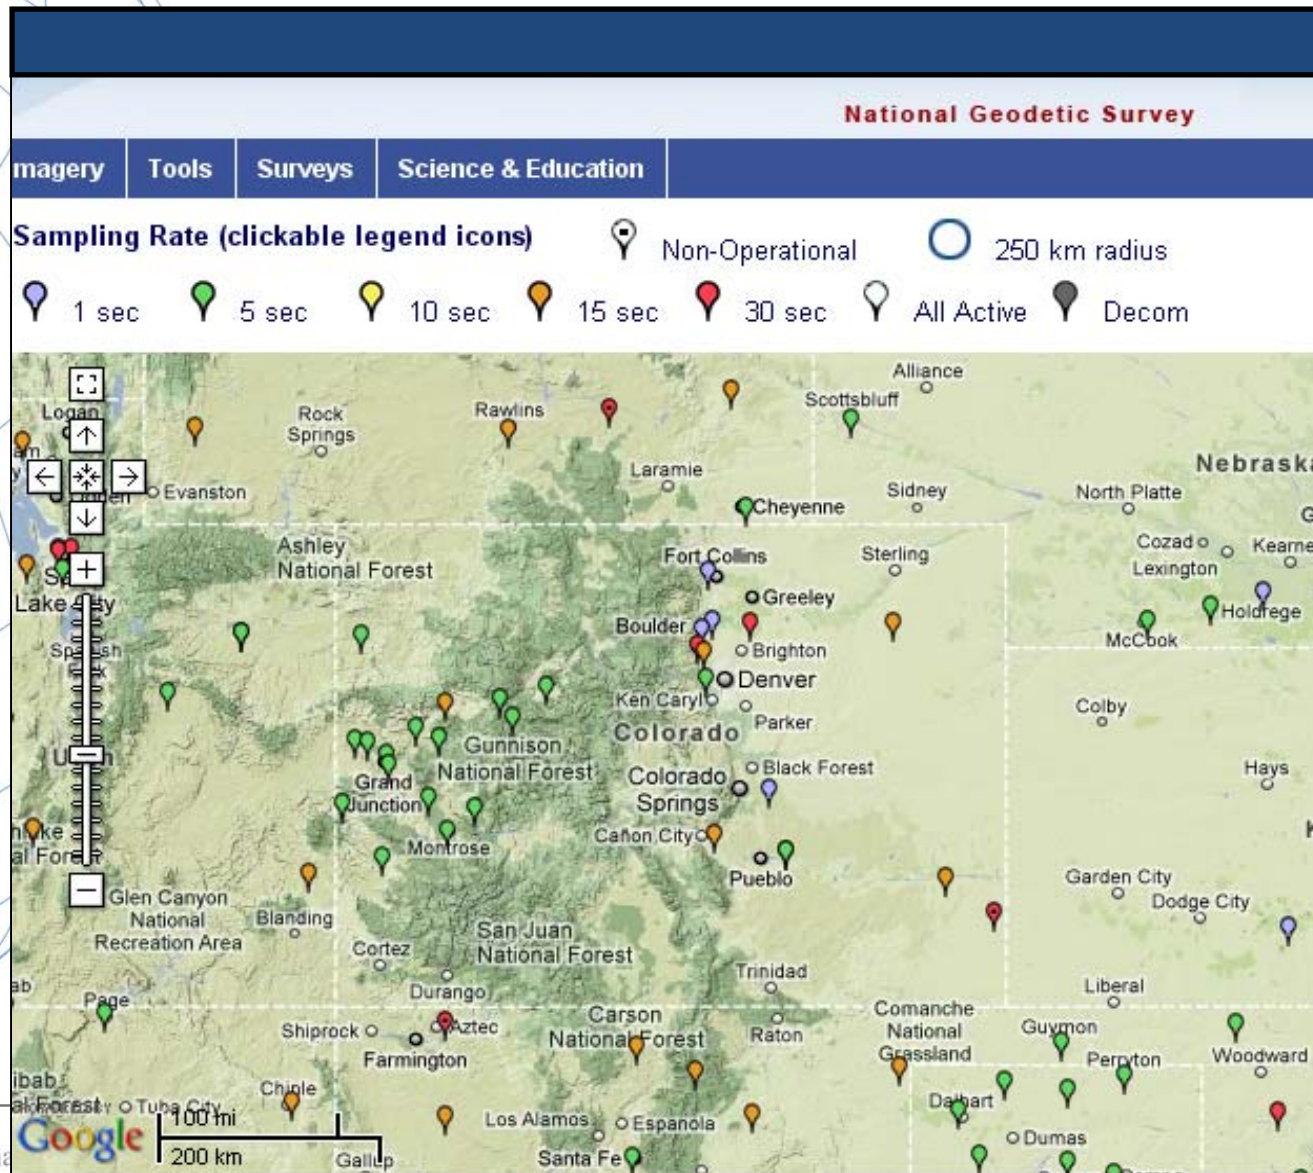 National Geodetic Survey
magery Tools Surveys Science & Education
Sampling Rate (clickable legend icons) Non-Operational 250 km radius
1 sec 5 sec 10 sec 15 sec 30 sec All Active Decom
Alliance
Logan
Rock
Springs
Rawlins
Scottsbluff
Laramie
Nebraska
Evanston
Cheyenne
Sidney
North Platte
Ashley
National Forest
Fort Collins
Sterling
Cozad
Kearne
Lexington
Lake City
Greeley
Holdrege
Boulder
McCook
Brighton
Ken Caryl
Denver
Colby
Parker
Colorado
Gunnison
National Forest
Black Forest
Hays
Grand
Junction
Colorado
Springs
Cañon City
Montrose
Pueblo
Garden City
Glen Canyon
National
Recreation Area
Blanding
Dodge City
San Juan
National Forest
Cortez
Trinidad
Durango
Liberal
Page
Shiprock
Aztec
Carson
National Forest
Raton
Comanche
National
Grassland
Guymon
Farmington
Perryton
Woodward
Chinle
Tuba City
Dalhart
Los Alamos
Espanola
Dumas
100 mi
Google
200 km
Gallup
Santa Fe